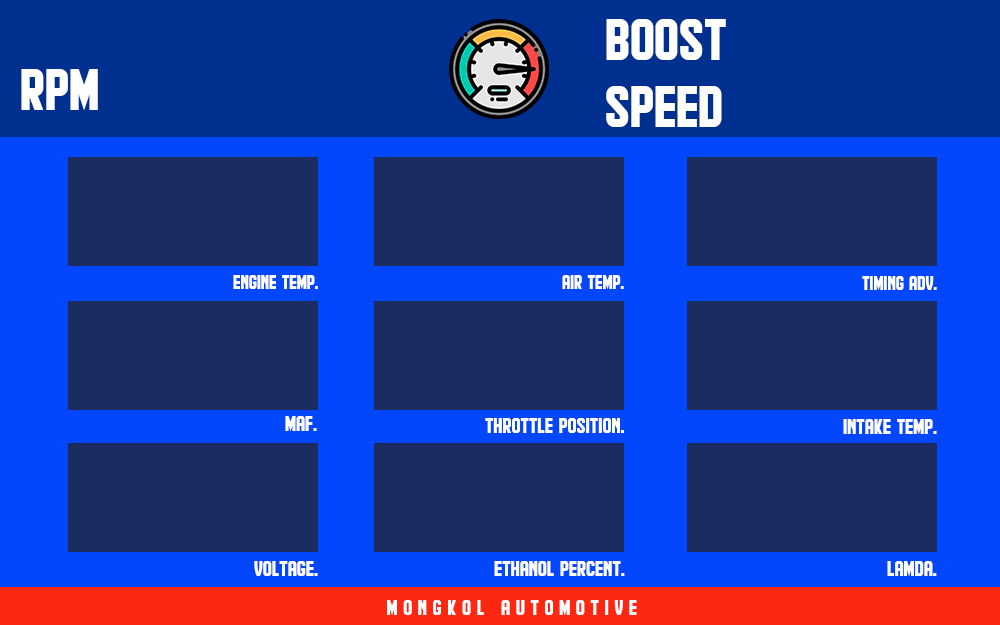 BOOST
RPM
SPEED
ENGINE TEMP.
AIR TEMP.
TIMING ADV.
MAF.
THROTTLE POSITION.
INTAKE TEMP.
VOLTAGE.
ETHANOL PERCENT.
LAMDA.
MONGKOL AUTOMOTIVE